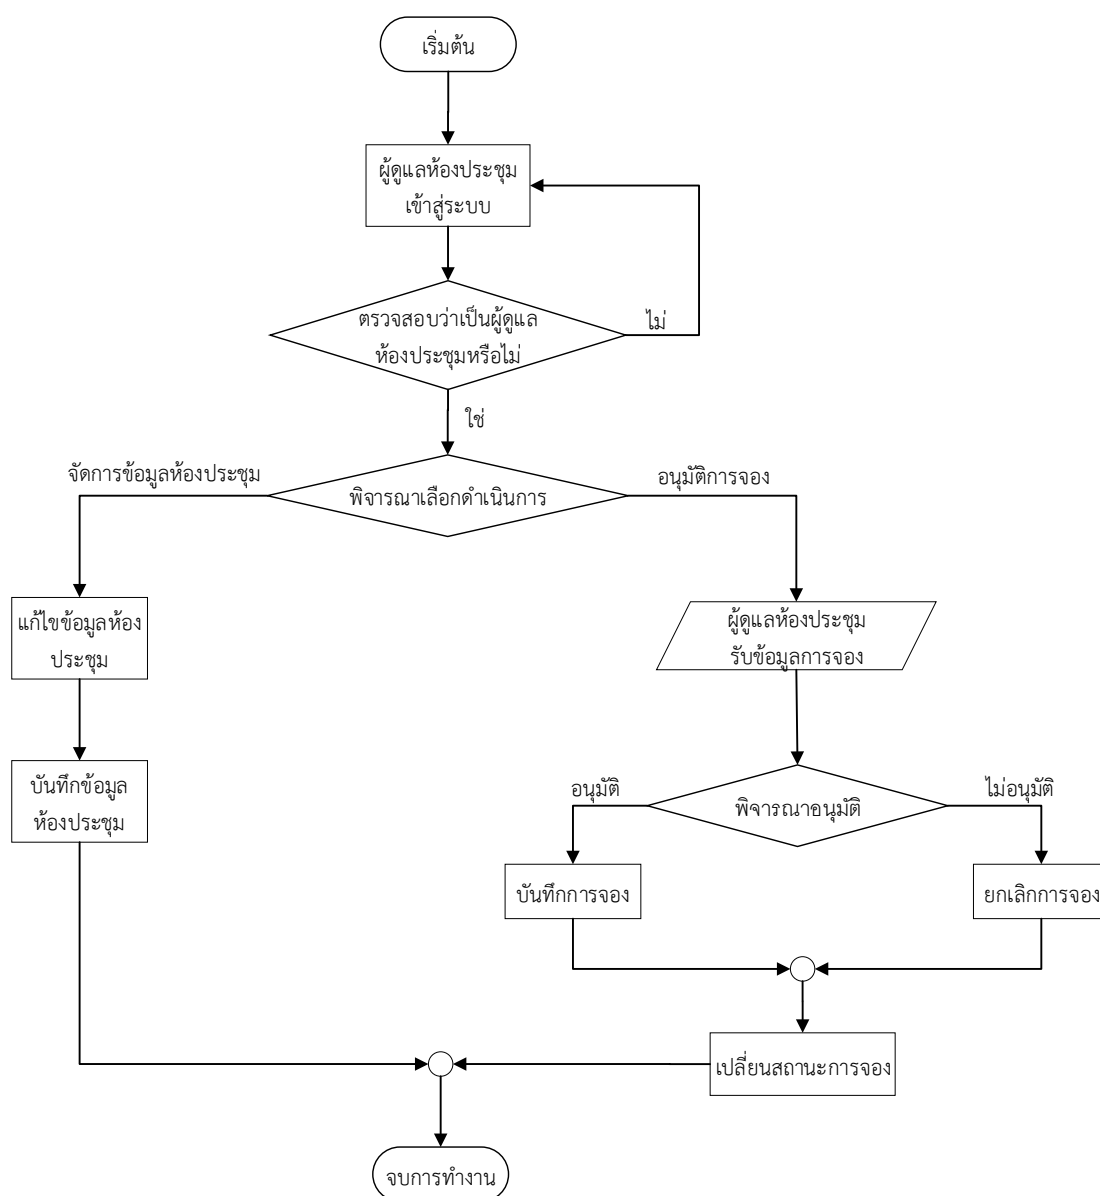 เริ่มต้น
ผู้ดูแลห้องประชุม
เข้าสู่ระบบ
ตรวจสอบว่าเป็นผู้ดูแล
ห้องประชุมหรือไม่
ไม่
ใช่
จัดการข้อมูลห้องประชุม
พิจารณาเลือกดำเนินการ
อนุมัติการจอง
แก้ไขข้อมูลห้อง
ประชุม
ผู้ดูแลห้องประชุม
รับข้อมูลการจอง
บันทึกข้อมูล
ห้องประชุม
อนุมัติ
พิจารณาอนุมัติ
ไม่อนุมัติ
บันทึกการจอง
ยกเลิกการจอง
เปลี่ยนสถานะการจอง
จบการทำงาน